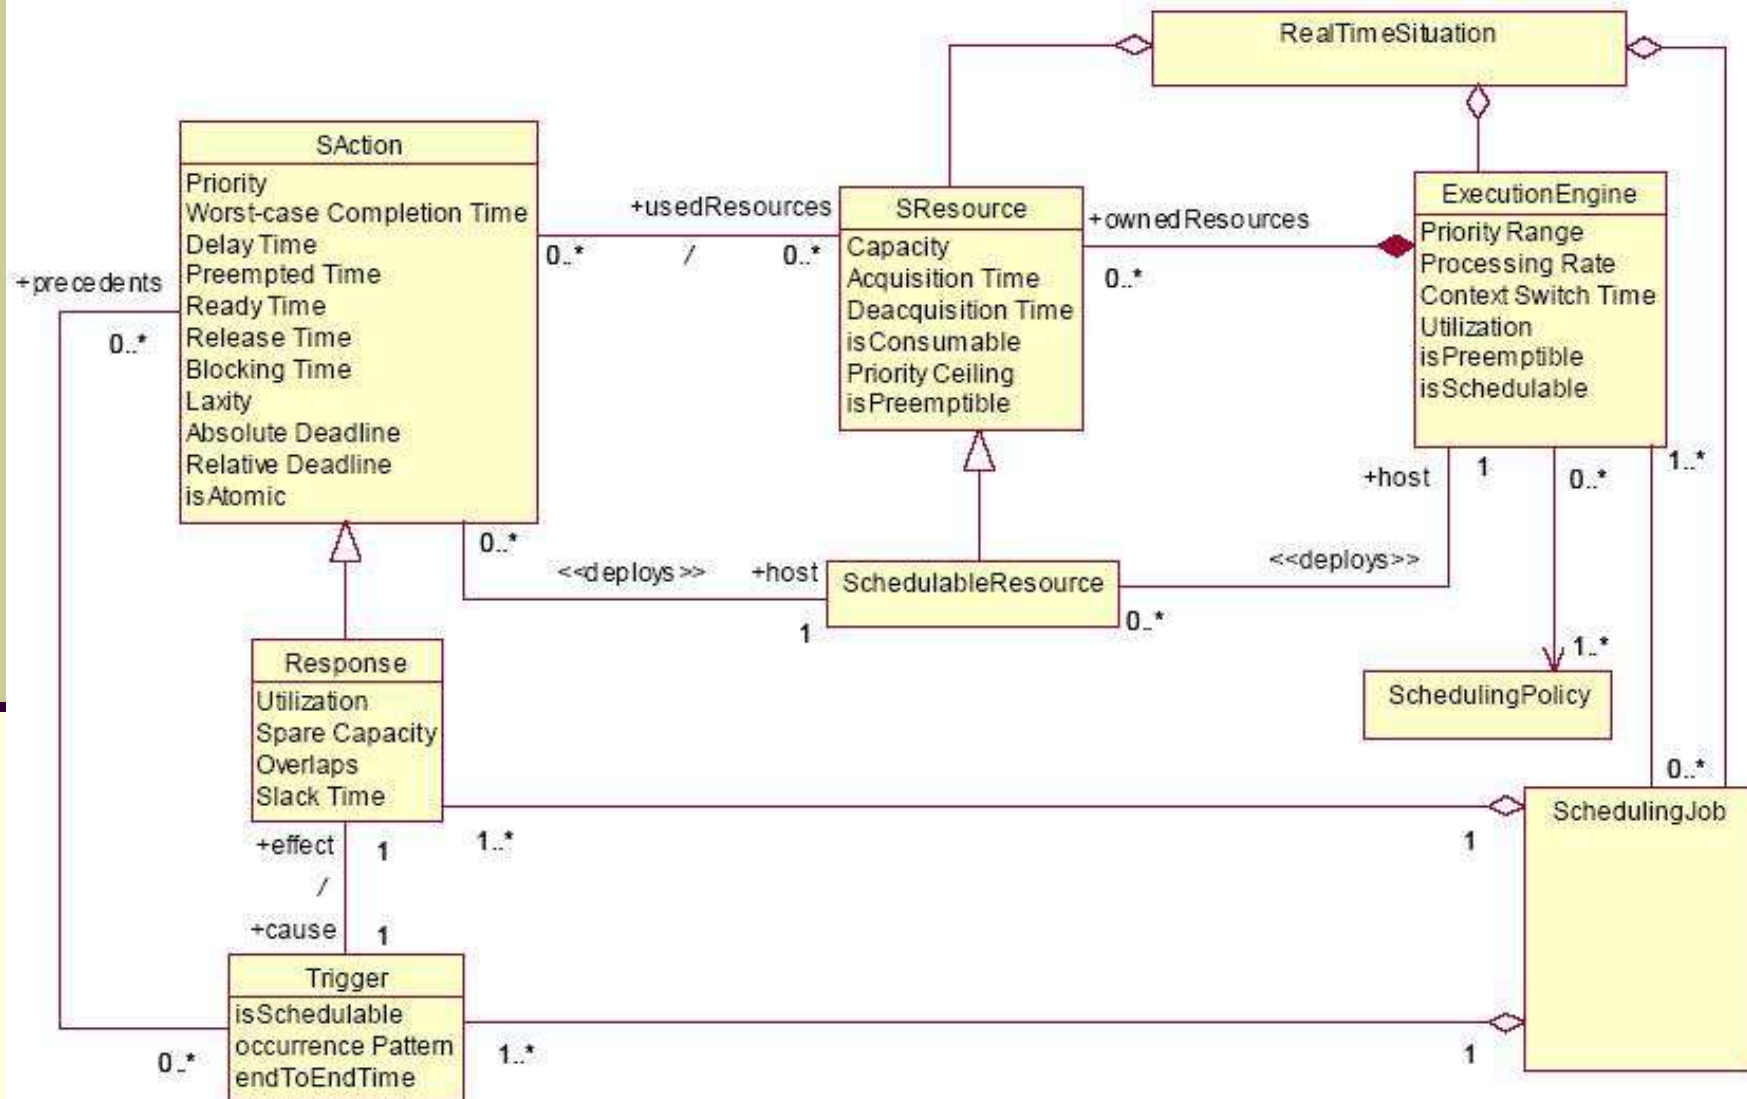 RealTimeSituation
SAction
Priority
Worst-case Completion Time
Delay Time
Preempted Time
Ready Time
Release Time
Blocking Time
Laxity
Absolute Deadline
Relative Deadline
isAtomic
+usedResources
0..*
/
0..*
SResource
Capacity
Acquisition Time
Deacquisition Time
isConsumable
Priority Ceiling
isPreemptible
+ownedResources
0..*
ExecutionEngine
Priority Range
Processing Rate
Context Switch Time
Utilization
isPreemptible
isSchedulable
+precedents
0..*
+host
1
0..*
1..*
0..*
<<deploys>>
+host
1
SchedulableResource
<<deploys>>
0..*
1..*
SchedulingPolicy
Response
Utilization
Spare Capacity
Overlaps
Slack Time
0..*
SchedulingJob
+effect
1
1..*
1
/
+cause
1
Trigger
isSchedulable
occurrence Pattern
endToEndTime
0..*
1..*
1